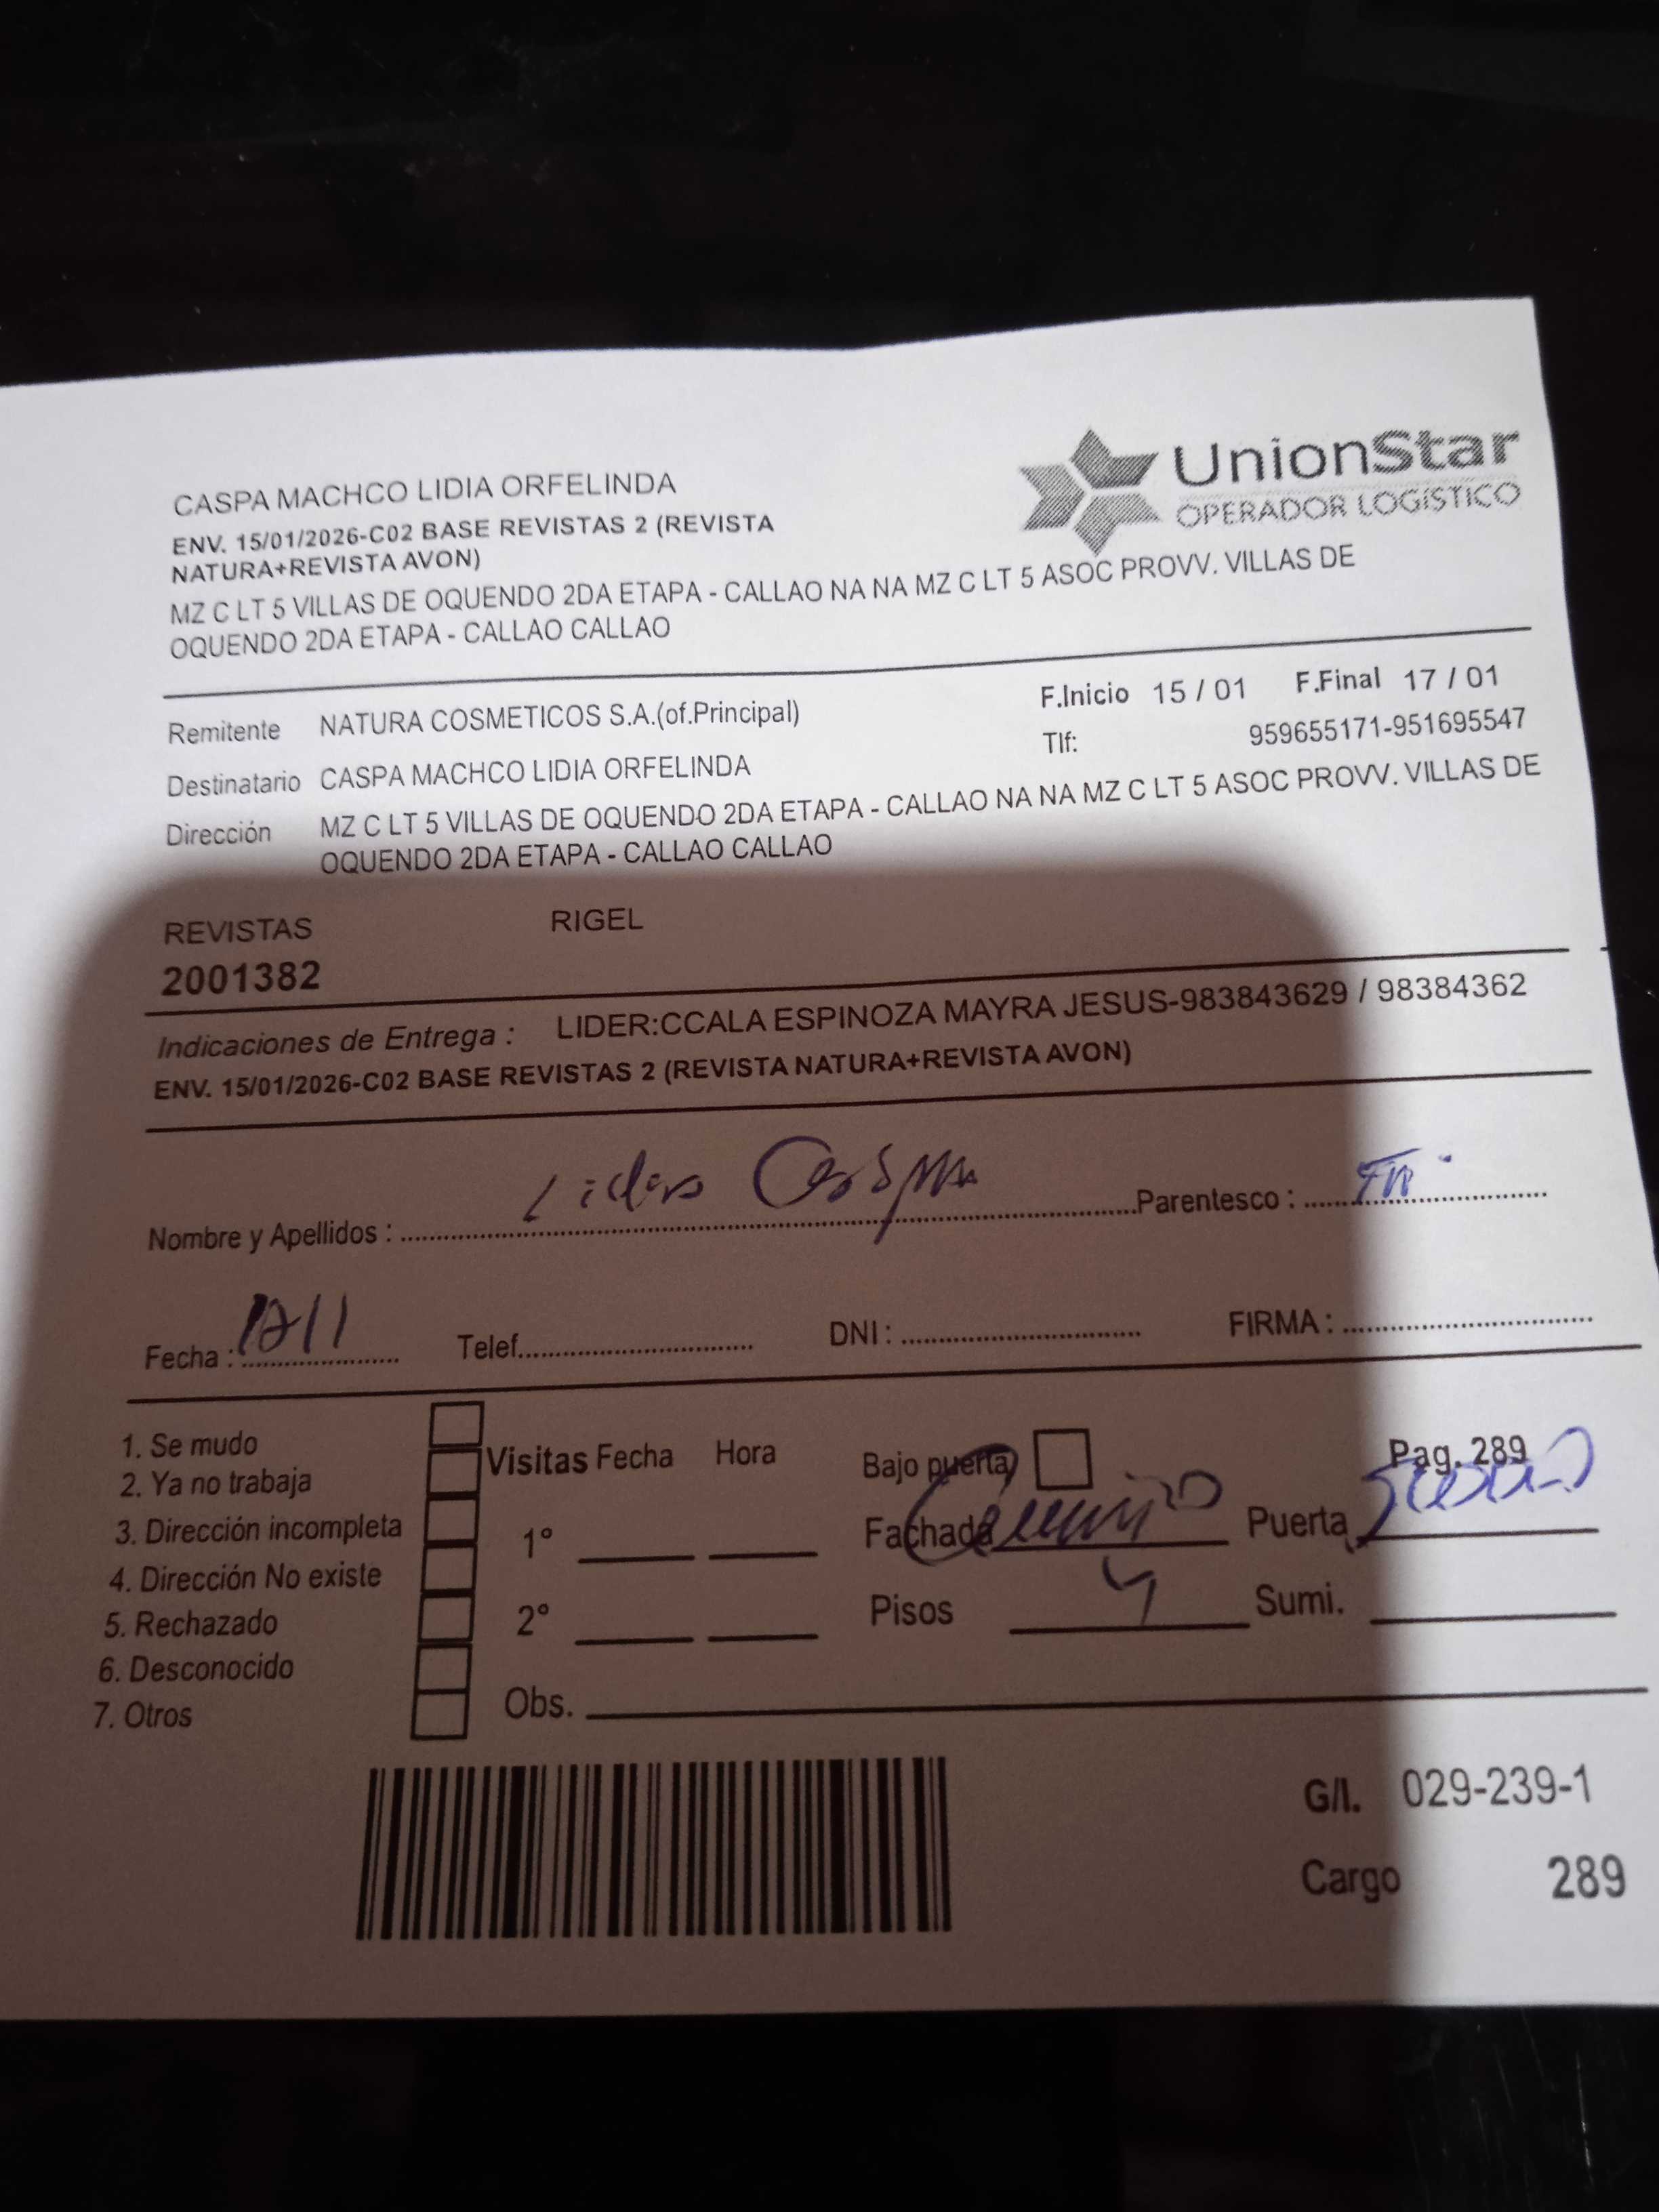 UnionStar
OPERADOR LOGÍSTICO
CASPA MACHCO LIDIA ORFELINDA
ENV. 15/01/2026-C02 BASE REVISTAS 2 (REVISTA
NATURA+REVISTA AVON)
MZ C LT 5 VILLAS DE OQUENDO 2DA ETAPA - CALLAO NA NA MZ C LT 5 ASOC PROVV. VILLAS DE
OQUENDO 2DA ETAPA - CALLAO CALLAO
Remitente NATURA COSMETICOS S.A.(of.Principal) F.Inicio 15 / 01 F.Final 17 / 01
Tlf: 959655171-951695547
Destinatario CASPA MACHCO LIDIA ORFELINDA
Dirección MZ C LT 5 VILLAS DE OQUENDO 2DA ETAPA - CALLAO NA NA MZ C LT 5 ASOC PROVV. VILLAS DE
OQUENDO 2DA ETAPA - CALLAO CALLAO
REVISTAS RIGEL
2001382
Indicaciones de Entrega : LIDER:CCALA ESPINOZA MAYRA JESUS-983843629 / 98384362
ENV. 15/01/2026-C02 BASE REVISTAS 2 (REVISTA NATURA+REVISTA AVON)
Nombre y Apellidos : Parentesco :
Fecha : Telef. DNI : FIRMA :
1. Se mudo
2. Ya no trabaja
3. Dirección incompleta
4. Dirección No existe
5. Rechazado
6. Desconocido
7. Otros
Visitas Fecha Hora
1º
2º
Obs.
Bajo puerta Pag. 289
Fachada Puerta
Pisos 4 Sumi.
G/I. 029-239-1
Cargo 289